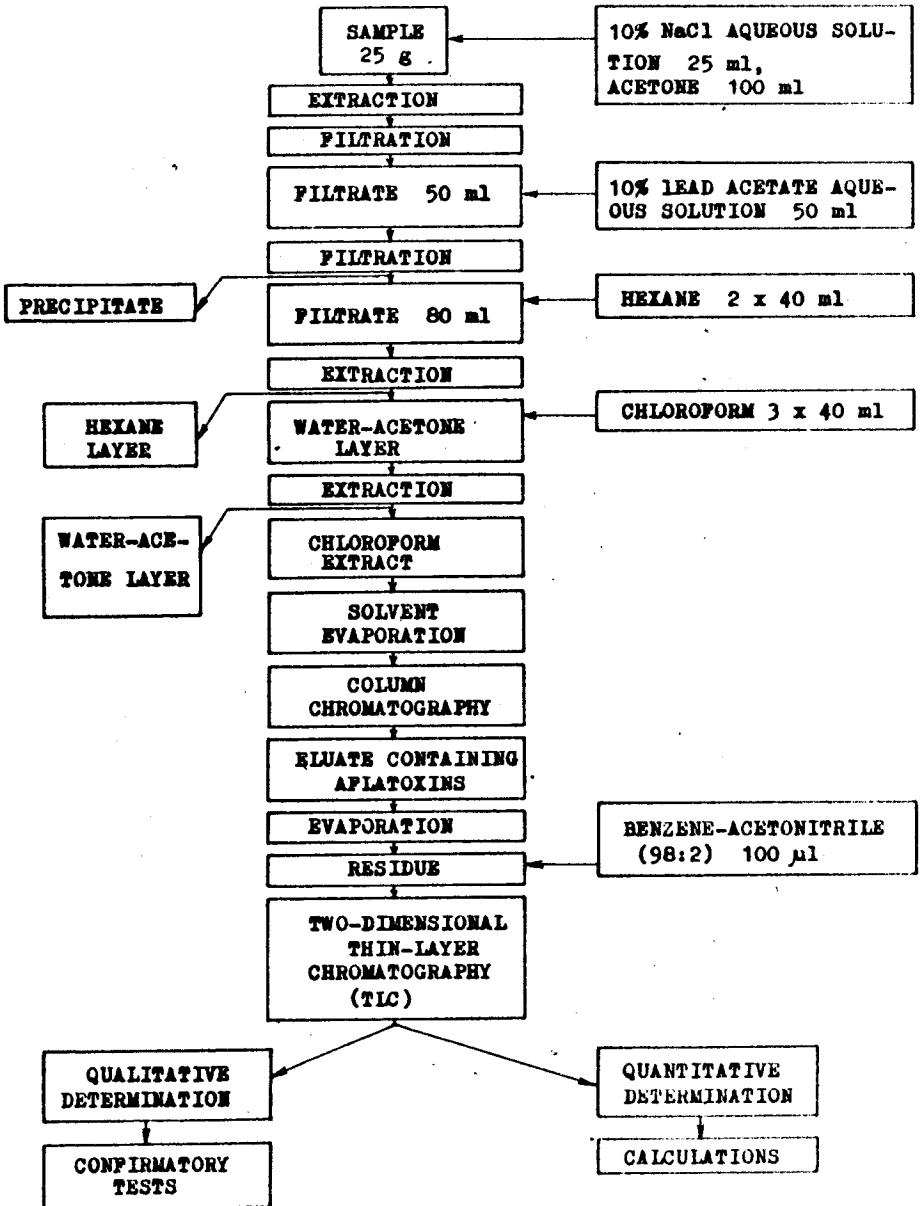 SAMPLE
25 g
10% NaCl AQUEOUS SOLU-
TION 25 ml,
ACETONE 100 ml
EXTRACTION
FILTRATION
FILTRATE 50 ml
10% lEAD ACETATE AQUE-
OUS SOLUTION 50 ml
FILTRATION
PRECIPITATE
FILTRATE 80 ml
HEXANE 2 x 40 ml
EXTRACTION
HEXANE
LAYER
WATER-ACETONE
LAYER
CHLOROFORM 3 x 40 ml
EXTRACTION
WATER-ACE-
TONE LAYER
CHLOROFORM
EXTRACT
SOLVENT
EVAPORATION
COLUMN
CHROMATOGRAPHY
ELUATE CONTAINING
AFLATOXINS
EVAPORATION
RESIDUE
BENZENE-ACETONITRILE
(98:2) 100 µl
TWO-DIMENSIONAL
THIN-LAYER
CHROMATOGRAPHY
(TLC)
QUALITATIVE
DETERMINATION
QUANTITATIVE
DETERMINATION
CONFIRMATORY
TESTS
CALCULATIONS